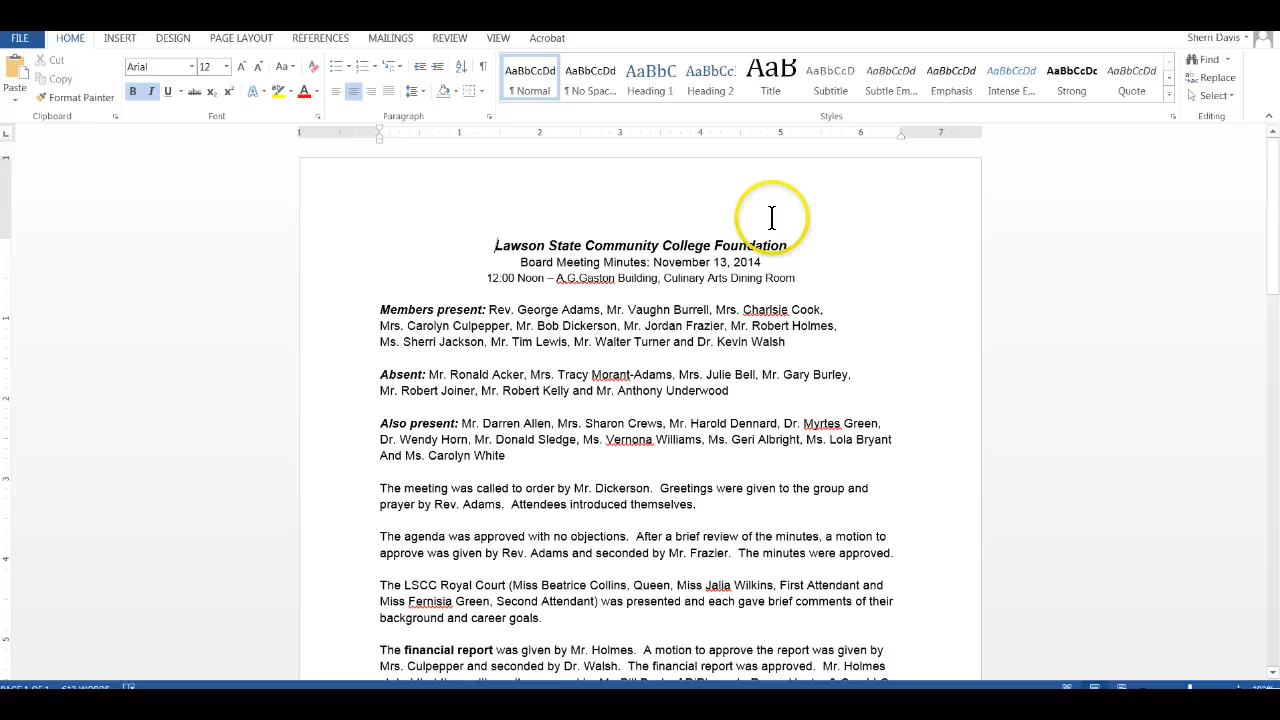 FILE HOME INSERT DESIGN PAGE LAYOUT REFERENCES MAILINGS REVIEW VIEW Acrobat Sherri Davis
Paste
Cut
Copy
Format Painter
Clipboard
Arial 12
Font
Paragraph
AaBbCcDd AaBbCcDd AaBbC AaBbCc AaB AaBbCcD AaBbCcDd AaBbCcDd AaBbCcDd AaBbCcDc AaBbCcDd
¶ Normal ¶ No Spac... Heading 1 Heading 2 Title Subtitle Subtle Em... Emphasis Intense E... Strong Quote
Styles
Find
Replace
Select
Editing
1 1 2 3 4 5 6 7
Lawson State Community College Foundation
Board Meeting Minutes: November 13, 2014
12:00 Noon – A.G.Gaston Building, Culinary Arts Dining Room
Members present: Rev. George Adams, Mr. Vaughn Burrell, Mrs. Charlsie Cook,
Mrs. Carolyn Culpepper, Mr. Bob Dickerson, Mr. Jordan Frazier, Mr. Robert Holmes,
Ms. Sherri Jackson, Mr. Tim Lewis, Mr. Walter Turner and Dr. Kevin Walsh
Absent: Mr. Ronald Acker, Mrs. Tracy Morant-Adams, Mrs. Julie Bell, Mr. Gary Burley,
Mr. Robert Joiner, Mr. Robert Kelly and Mr. Anthony Underwood
Also present: Mr. Darren Allen, Mrs. Sharon Crews, Mr. Harold Dennard, Dr. Myrtes Green,
Dr. Wendy Horn, Mr. Donald Sledge, Ms. Vernona Williams, Ms. Geri Albright, Ms. Lola Bryant
And Ms. Carolyn White
The meeting was called to order by Mr. Dickerson. Greetings were given to the group and
prayer by Rev. Adams. Attendees introduced themselves.
The agenda was approved with no objections. After a brief review of the minutes, a motion to
approve was given by Rev. Adams and seconded by Mr. Frazier. The minutes were approved.
The LSCC Royal Court (Miss Beatrice Collins, Queen, Miss Jalia Wilkins, First Attendant and
Miss Fernisia Green, Second Attendant) was presented and each gave brief comments of their
background and career goals.
The financial report was given by Mr. Holmes. A motion to approve the report was given by
Mrs. Culpepper and seconded by Dr. Walsh. The financial report was approved. Mr. Holmes